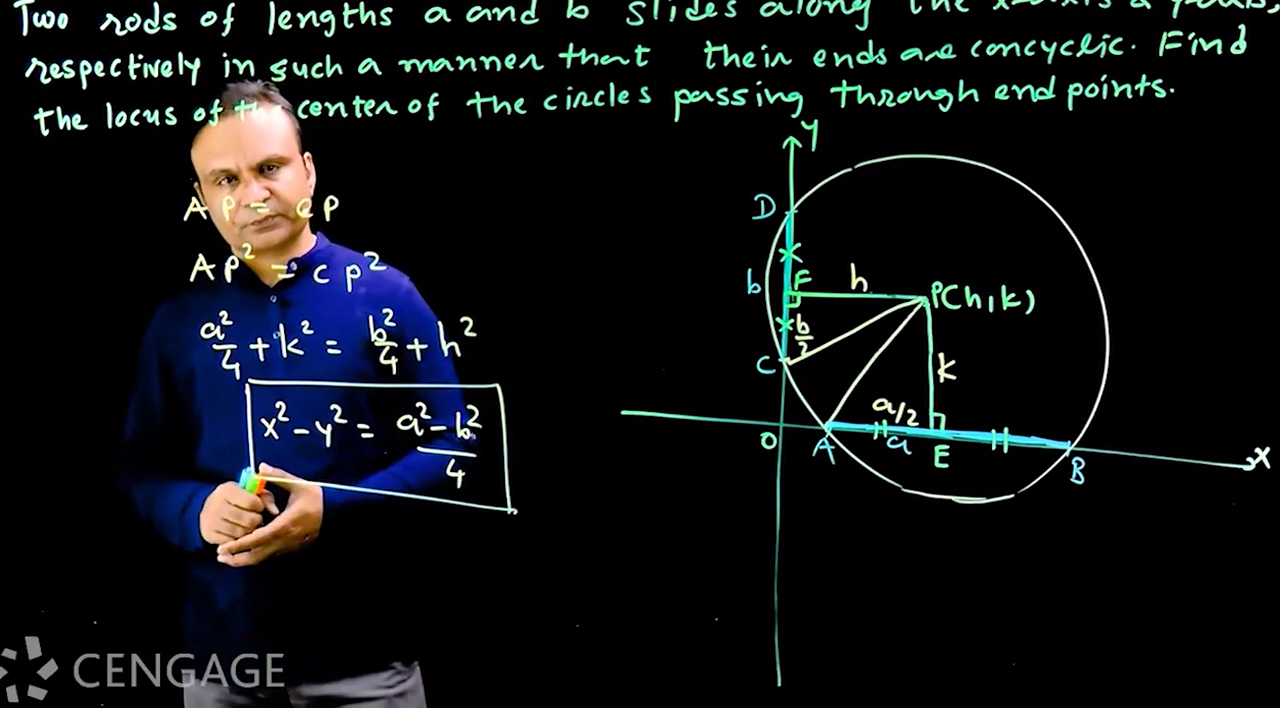 Two rods of lengths a and b slides along the x-axis & y-axis,
respectively in such a manner that their ends are concyclic. Find
the locus of the center of the circles passing through end points.
AP = CP
AP² = CP²
a²/4 + k² = b²/4 + h²
x² - y² = a² - b²/4
y
D
b
F
h
P(h,k)
b/2
C
k
a/2
O
A
a
E
B
X
CENGAGE